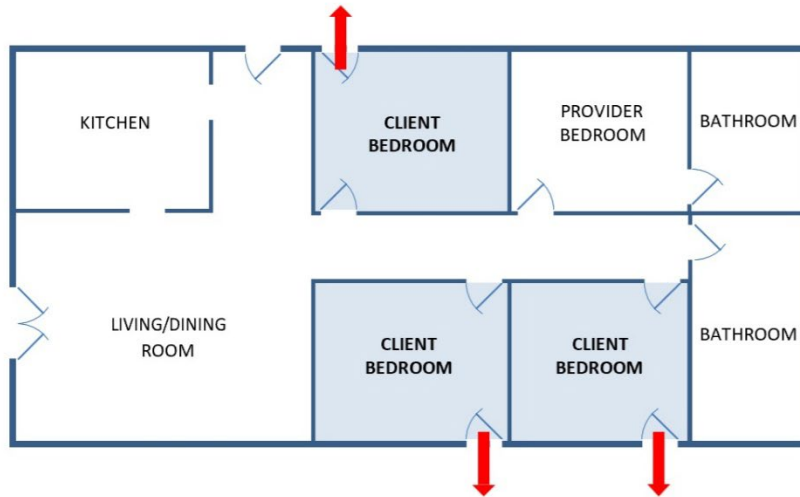 KITCHEN
CLIENT
BEDROOM
PROVIDER
BEDROOM
BATHROOM
LIVING/DINING
ROOM
CLIENT
BEDROOM
CLIENT
BEDROOM
BATHROOM